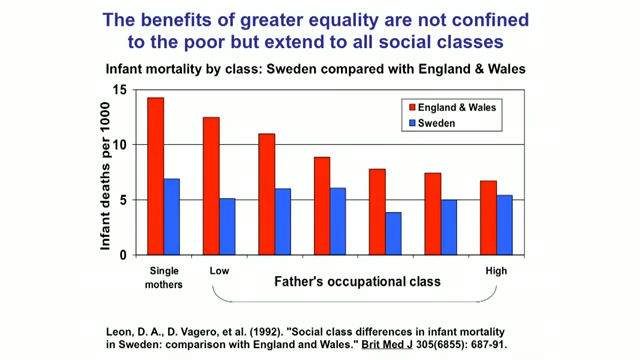 The benefits of greater equality are not confined
to the poor but extend to all social classes
Infant mortality by class: Sweden compared with England & Wales
Infant deaths per 1000
15
10
5
0
England & Wales
Sweden
Single
mothers
Low
Father's occupational class
High
Leon, D. A., D. Vagero, et al. (1992). "Social class differences in infant mortality
in Sweden: comparison with England and Wales." Brit Med J 305(6855): 687-91.